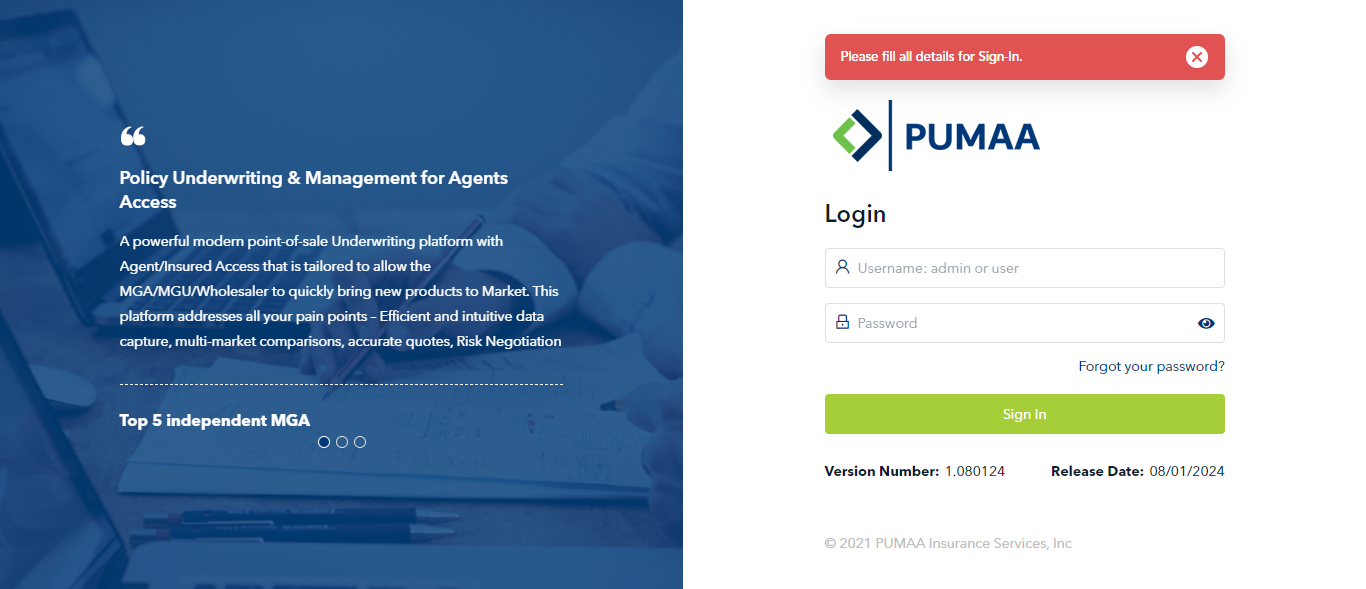 “
Policy Underwriting & Management for Agents
Access
A powerful modern point-of-sale Underwriting platform with
Agent/Insured Access that is tailored to allow the
MGA/MGU/Wholesaler to quickly bring new products to Market. This
platform addresses all your pain points – Efficient and intuitive data
capture, multi-market comparisons, accurate quotes, Risk Negotiation
Top 5 independent MGA
Please fill all details for Sign-In.
PUMAA
Login
Username: admin or user
Password
Forgot your password?
Sign In
Version Number: 1.080124 Release Date: 08/01/2024
© 2021 PUMAA Insurance Services, Inc